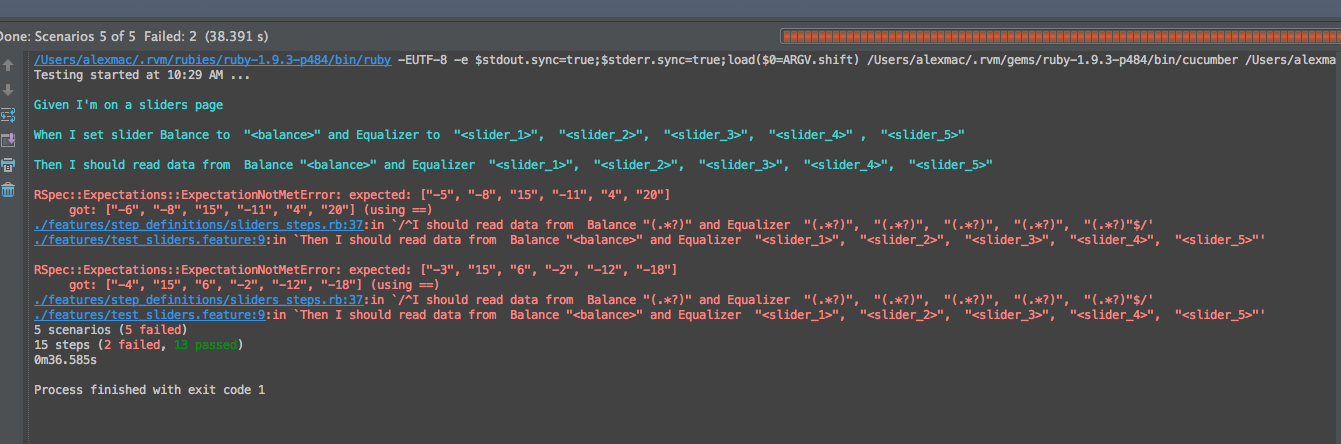 Done: Scenarios 5 of 5 Failed: 2 (38.391 s)
/Users/alexmac/.rvm/rubies/ruby-1.9.3-p484/bin/ruby -EUTF-8 -e $stdout.sync=true;$stderr.sync=true;load($0=ARGV.shift) /Users/alexmac/.rvm/gems/ruby-1.9.3-p484/bin/cucumber /Users/alexma
Testing started at 10:29 AM ...
Given I'm on a sliders page
When I set slider Balance to  "<balance>" and Equalizer to  "<slider_1>",  "<slider_2>",  "<slider_3>",  "<slider_4>" ,  "<slider_5>"
Then I should read data from  Balance "<balance>" and Equalizer  "<slider_1>",  "<slider_2>",  "<slider_3>",  "<slider_4>",  "<slider_5>"
RSpec::Expectations::ExpectationNotMetError: expected: ["-5", "-8", "15", "-11", "4", "20"]
got: ["-6", "-8", "15", "-11", "4", "20"] (using ==)
./features/step_definitions/sliders_steps.rb:37:in `/^I should read data from  Balance "(.*?)" and Equalizer  "(.*?)",  "(.*?)",  "(.*?)",  "(.*?)",  "(.*?)"$/'
./features/test_sliders.feature:9:in `Then I should read data from  Balance "<balance>" and Equalizer  "<slider_1>",  "<slider_2>",  "<slider_3>",  "<slider_4>",  "<slider_5>"'
RSpec::Expectations::ExpectationNotMetError: expected: ["-3", "15", "6", "-2", "-12", "-18"]
got: ["-4", "15", "6", "-2", "-12", "-18"] (using ==)
./features/step_definitions/sliders_steps.rb:37:in `/^I should read data from  Balance "(.*?)" and Equalizer  "(.*?)",  "(.*?)",  "(.*?)",  "(.*?)",  "(.*?)"$/'
./features/test_sliders.feature:9:in `Then I should read data from  Balance "<balance>" and Equalizer  "<slider_1>",  "<slider_2>",  "<slider_3>",  "<slider_4>",  "<slider_5>"'
5 scenarios (5 failed)
15 steps (2 failed, 13 passed)
0m36.585s
Process finished with exit code 1